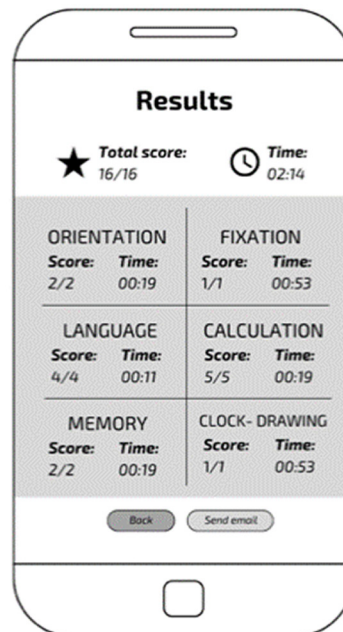 Results
Total score:
16/16
Time:
02:14
ORIENTATION
Score: Time:
2/2 00:19
FIXATION
Score: Time:
1/1 00:53
LANGUAGE
Score: Time:
4/4 00:11
CALCULATION
Score: Time:
5/5 00:19
MEMORY
Score: Time:
2/2 00:19
CLOCK- DRAWING
Score: Time:
1/1 00:53
Back
Send email